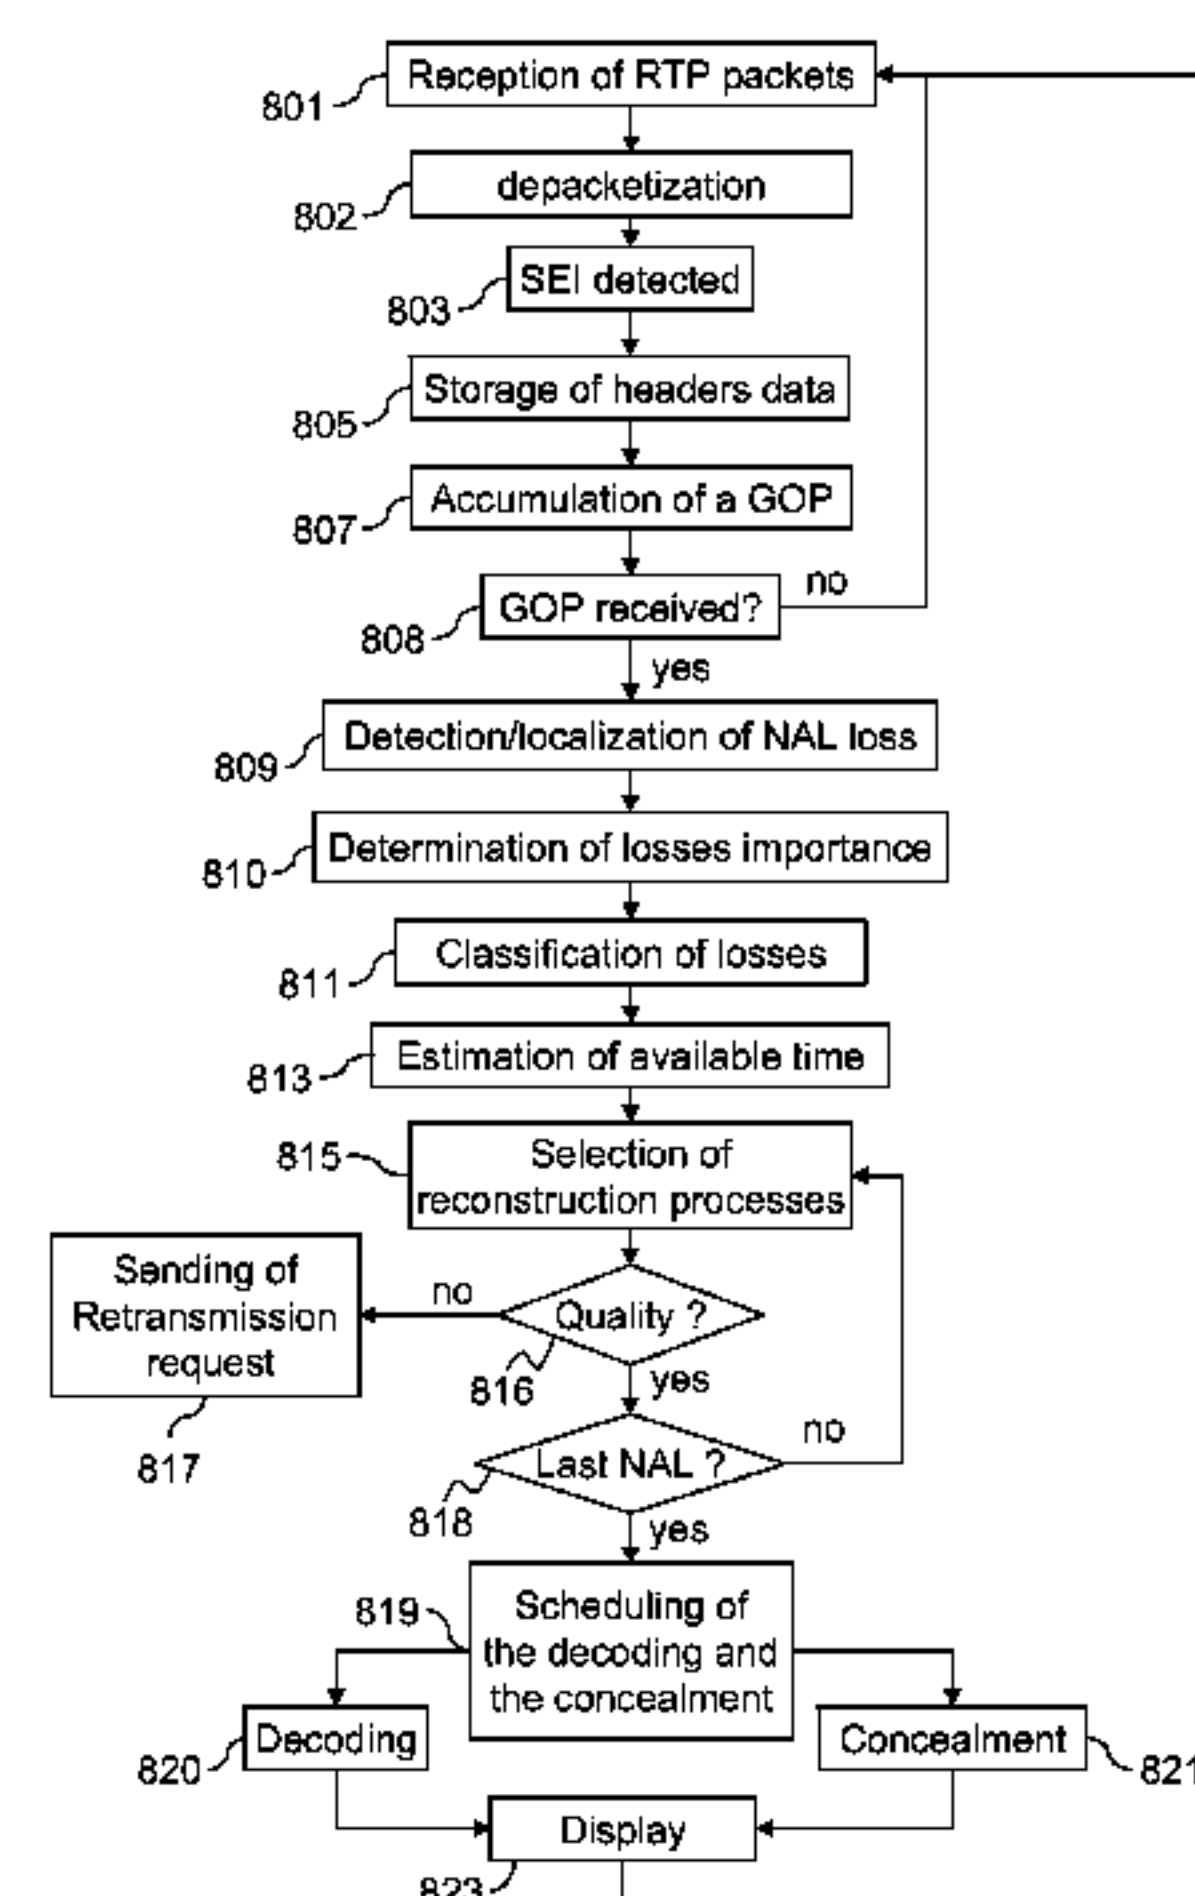 Reception of RTP packets
801
depacketization
802
SEI detected
803
Storage of headers data
805
Accumulation of a GOP
807
no
GOP received?
808
yes
Detection/localization of NAL loss
809
Determination of losses importance
810
Classification of losses
811
Estimation of available time
813
815
Selection of
reconstruction processes
Sending of
Retransmission
request
no
Quality ?
816
yes
817
no
Last NAL ?
818
yes
819
Scheduling of
the decoding and
the concealment
Decoding
820
Concealment
821
Display
823